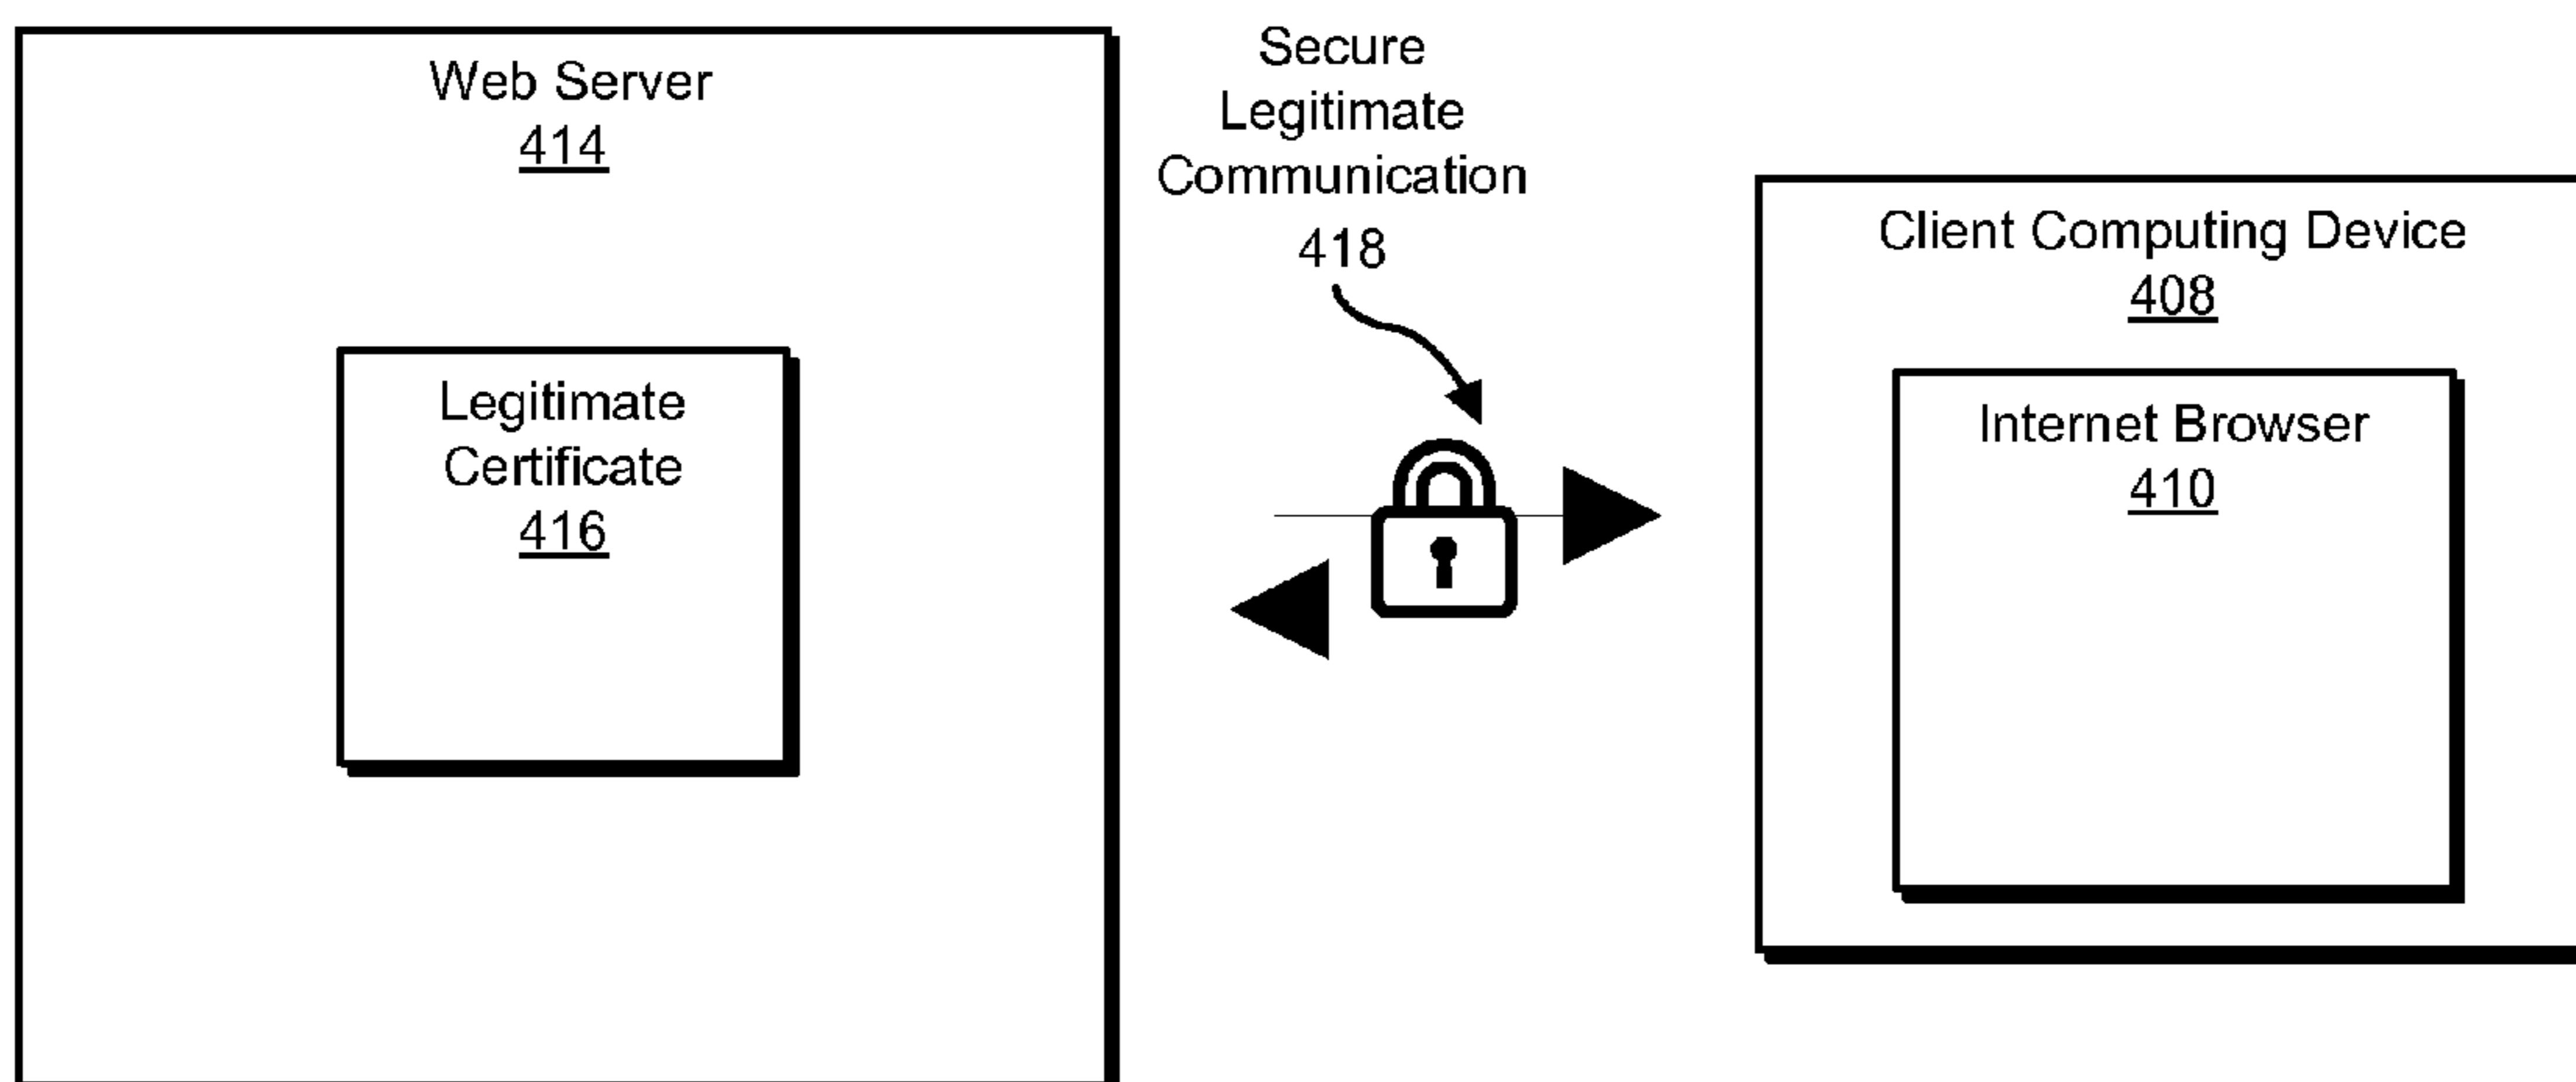 Web Server
414
Legitimate
Certificate
416
Secure
Legitimate
Communication
418
Client Computing Device
408
Internet Browser
410